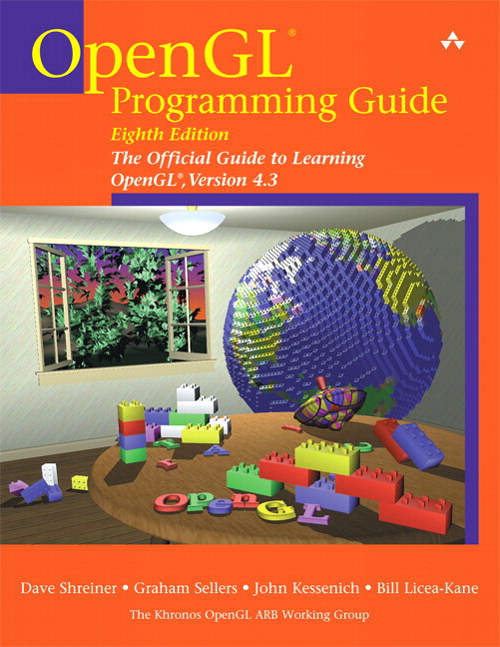 OpenGL®
Programming Guide
Eighth Edition
The Official Guide to Learning
OpenGL®, Version 4.3
OpenGL
Dave Shreiner • Graham Sellers • John Kessenich • Bill Licea-Kane
The Khronos OpenGL ARB Working Group